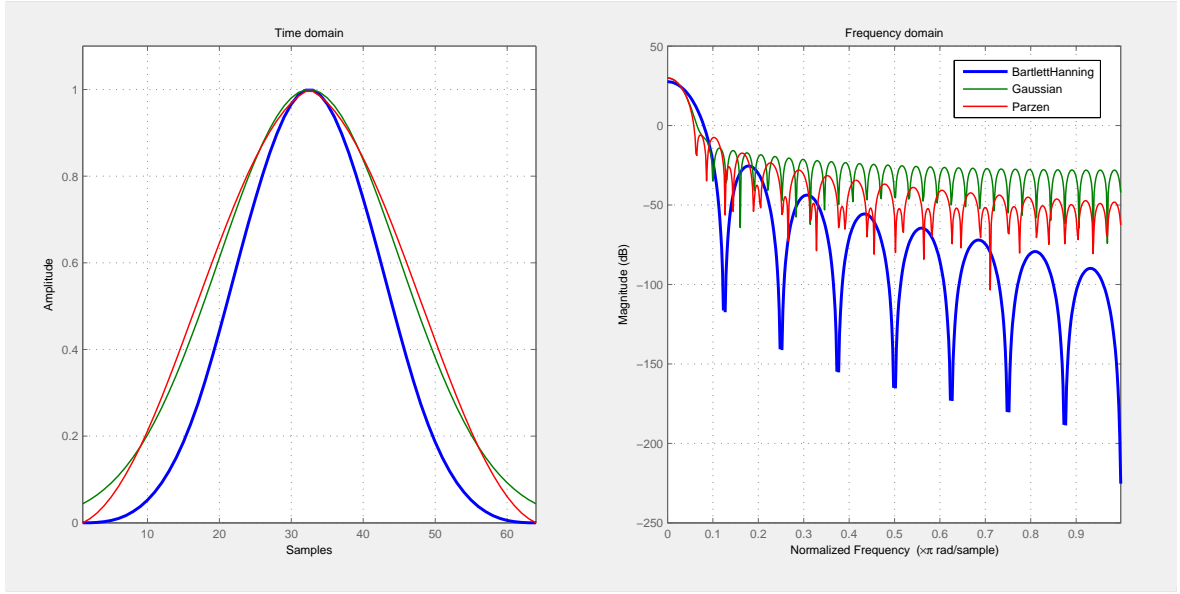 Time domain
Amplitude
1
0.8
0.6
0.4
0.2
0
10 20 30 40 50 60
Samples
Frequency domain
Magnitude (dB)
50
0
−50
−100
−150
−200
−250
0 0.1 0.2 0.3 0.4 0.5 0.6 0.7 0.8 0.9
Normalized Frequency (×π rad/sample)
BartlettHanning
Gaussian
Parzen